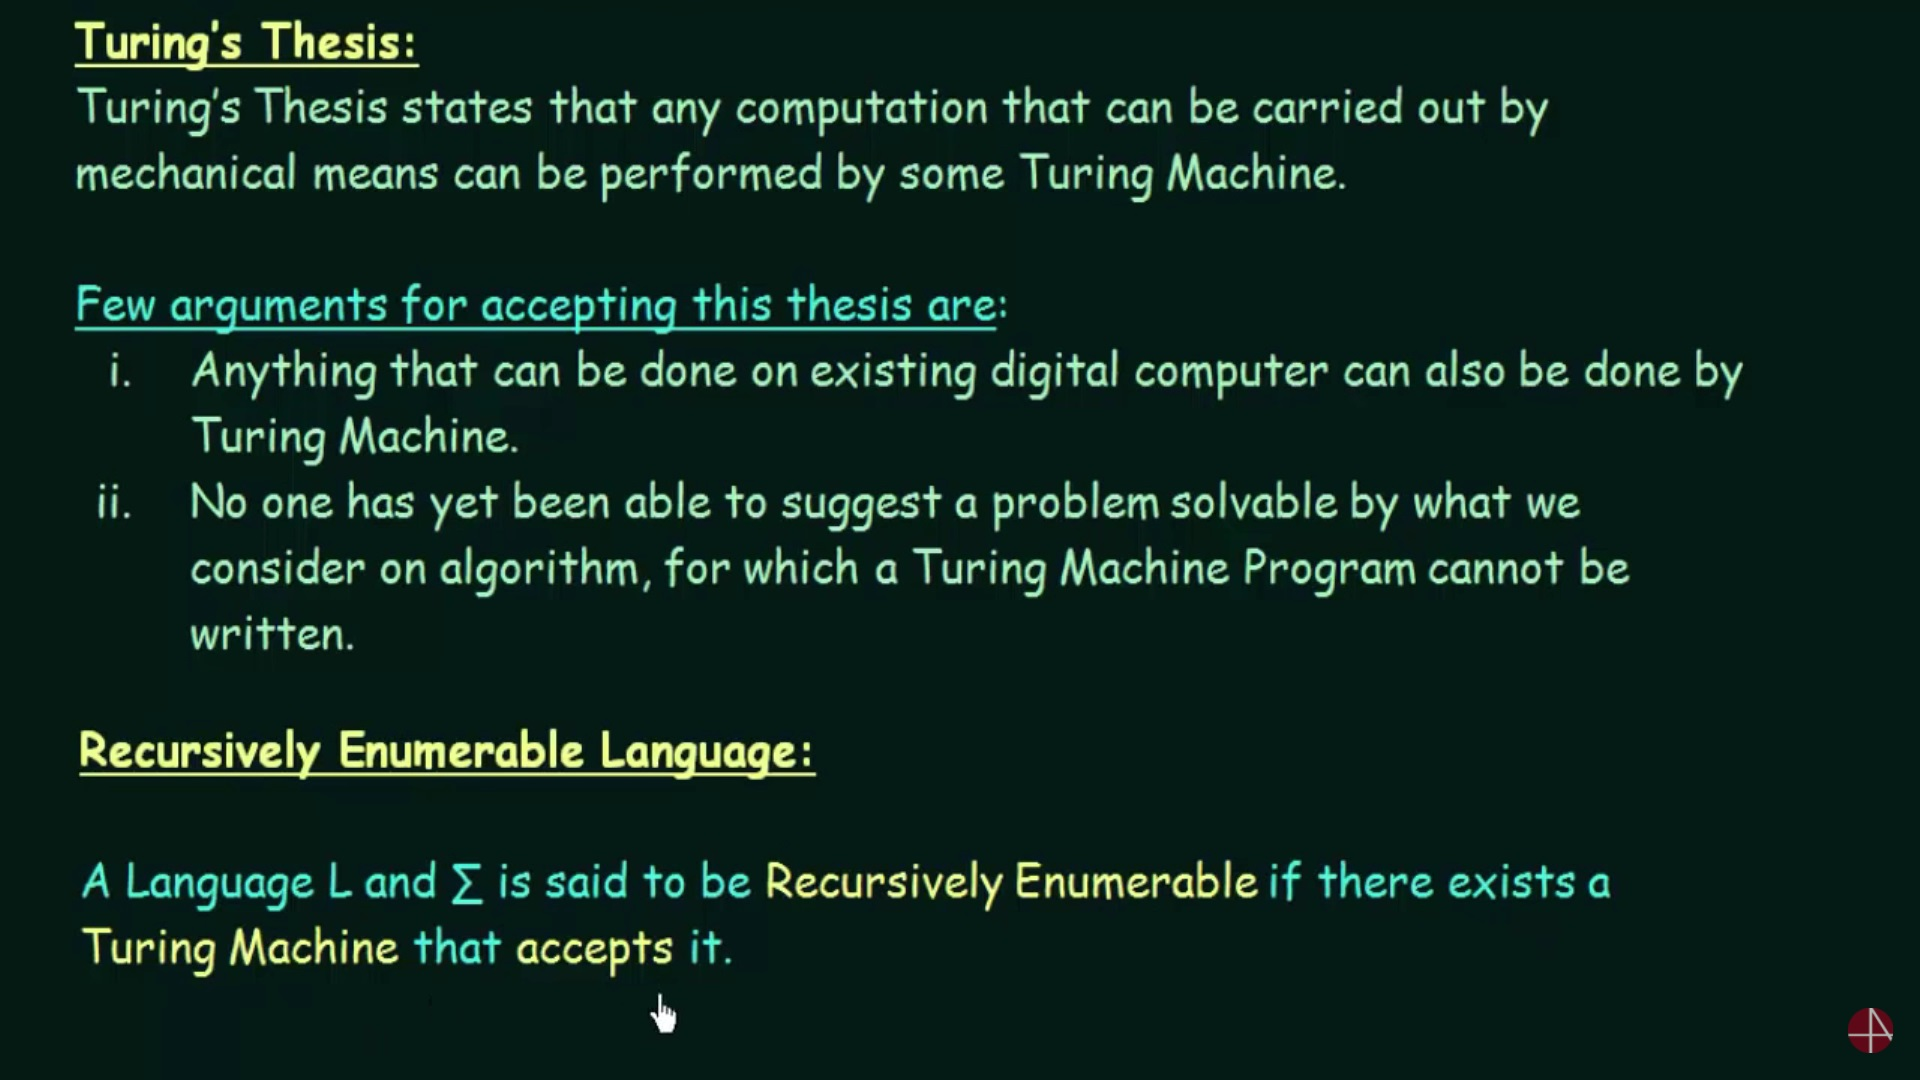 Turing's Thesis:
Turing's Thesis states that any computation that can be carried out by
mechanical means can be performed by some Turing Machine.
Few arguments for accepting this thesis are:
i. Anything that can be done on existing digital computer can also be done by
Turing Machine.
ii. No one has yet been able to suggest a problem solvable by what we
consider on algorithm, for which a Turing Machine Program cannot be
written.
Recursively Enumerable Language:
A Language L and ∑ is said to be Recursively Enumerable if there exists a
Turing Machine that accepts it.